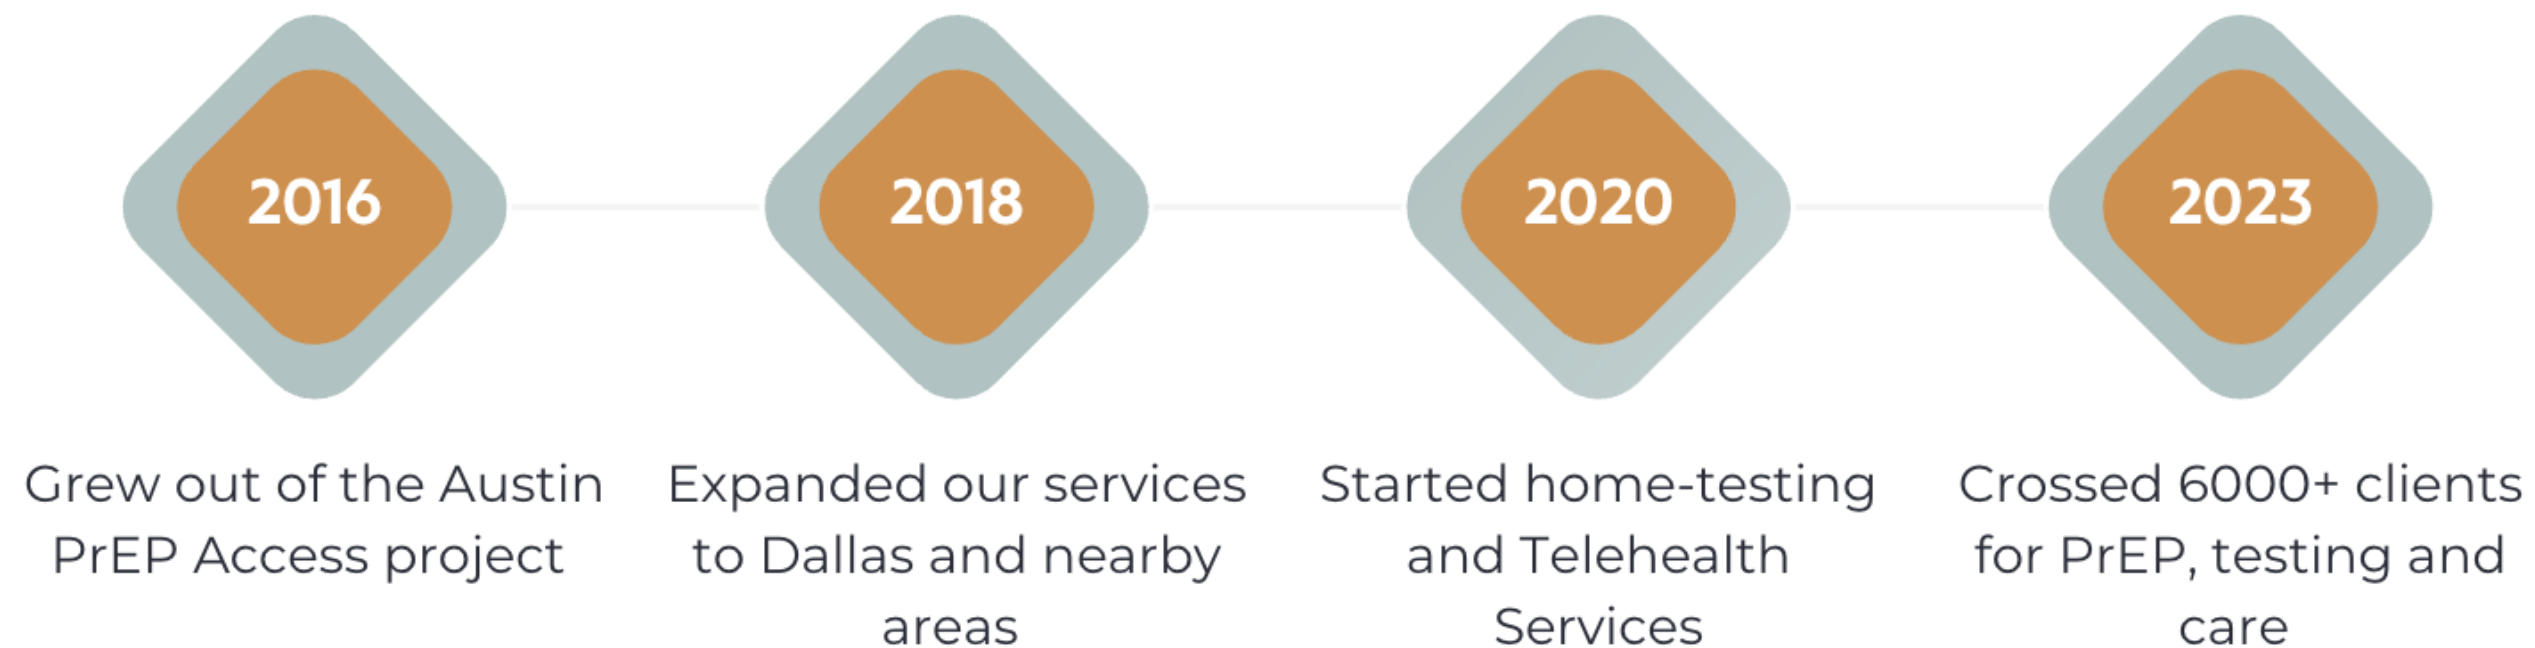 2016
Grew out of the Austin
PrEP Access project
2018
Expanded our services
to Dallas and nearby
areas
2020
Started home-testing
and Telehealth
Services
2023
Crossed 6000+ clients
for PrEP, testing and
care